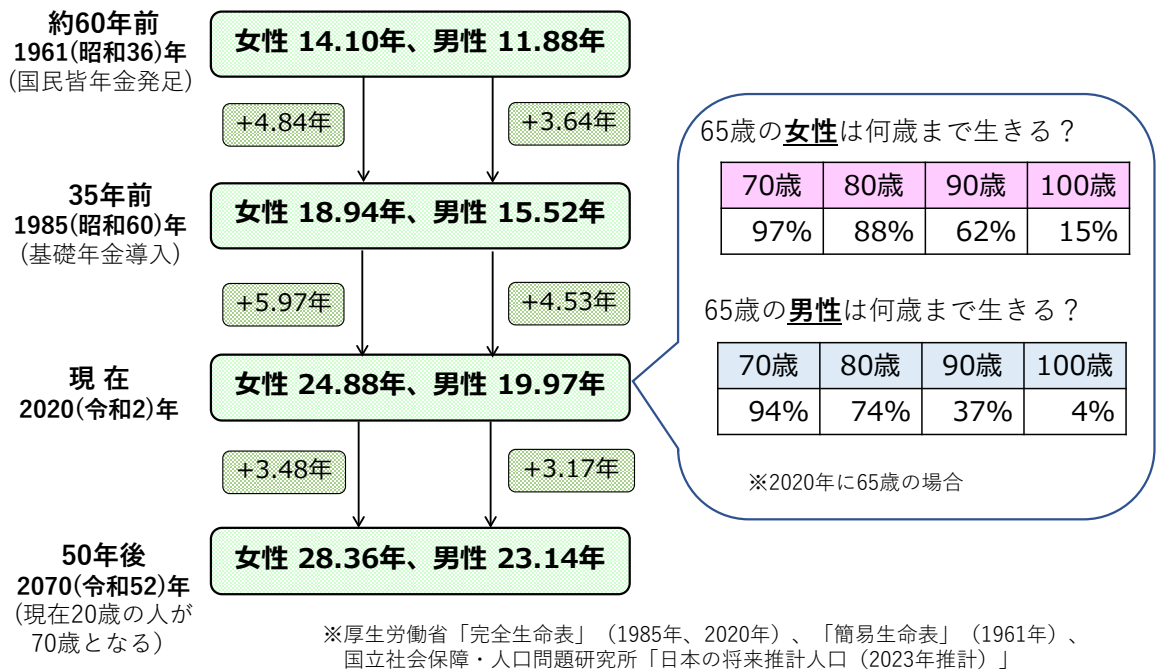 約60年前
1961(昭和36)年
(国民皆年金発足)
女性 14.10年、男性 11.88年
+4.84年
+3.64年
35年前
1985(昭和60)年
(基礎年金導入)
女性 18.94年、男性 15.52年
+5.97年
+4.53年
現 在
2020(令和2)年
女性 24.88年、男性 19.97年
+3.48年
+3.17年
50年後
2070(令和52)年
(現在20歳の人が
70歳となる)
女性 28.36年、男性 23.14年
65歳の女性は何歳まで生きる？
70歳 80歳 90歳 100歳
97% 88% 62% 15%
65歳の男性は何歳まで生きる？
70歳 80歳 90歳 100歳
94% 74% 37% 4%
※2020年に65歳の場合
※厚生労働省「完全生命表」（1985年、2020年）、「簡易生命表」（1961年）、
国立社会保障・人口問題研究所「日本の将来推計人口（2023年推計）」